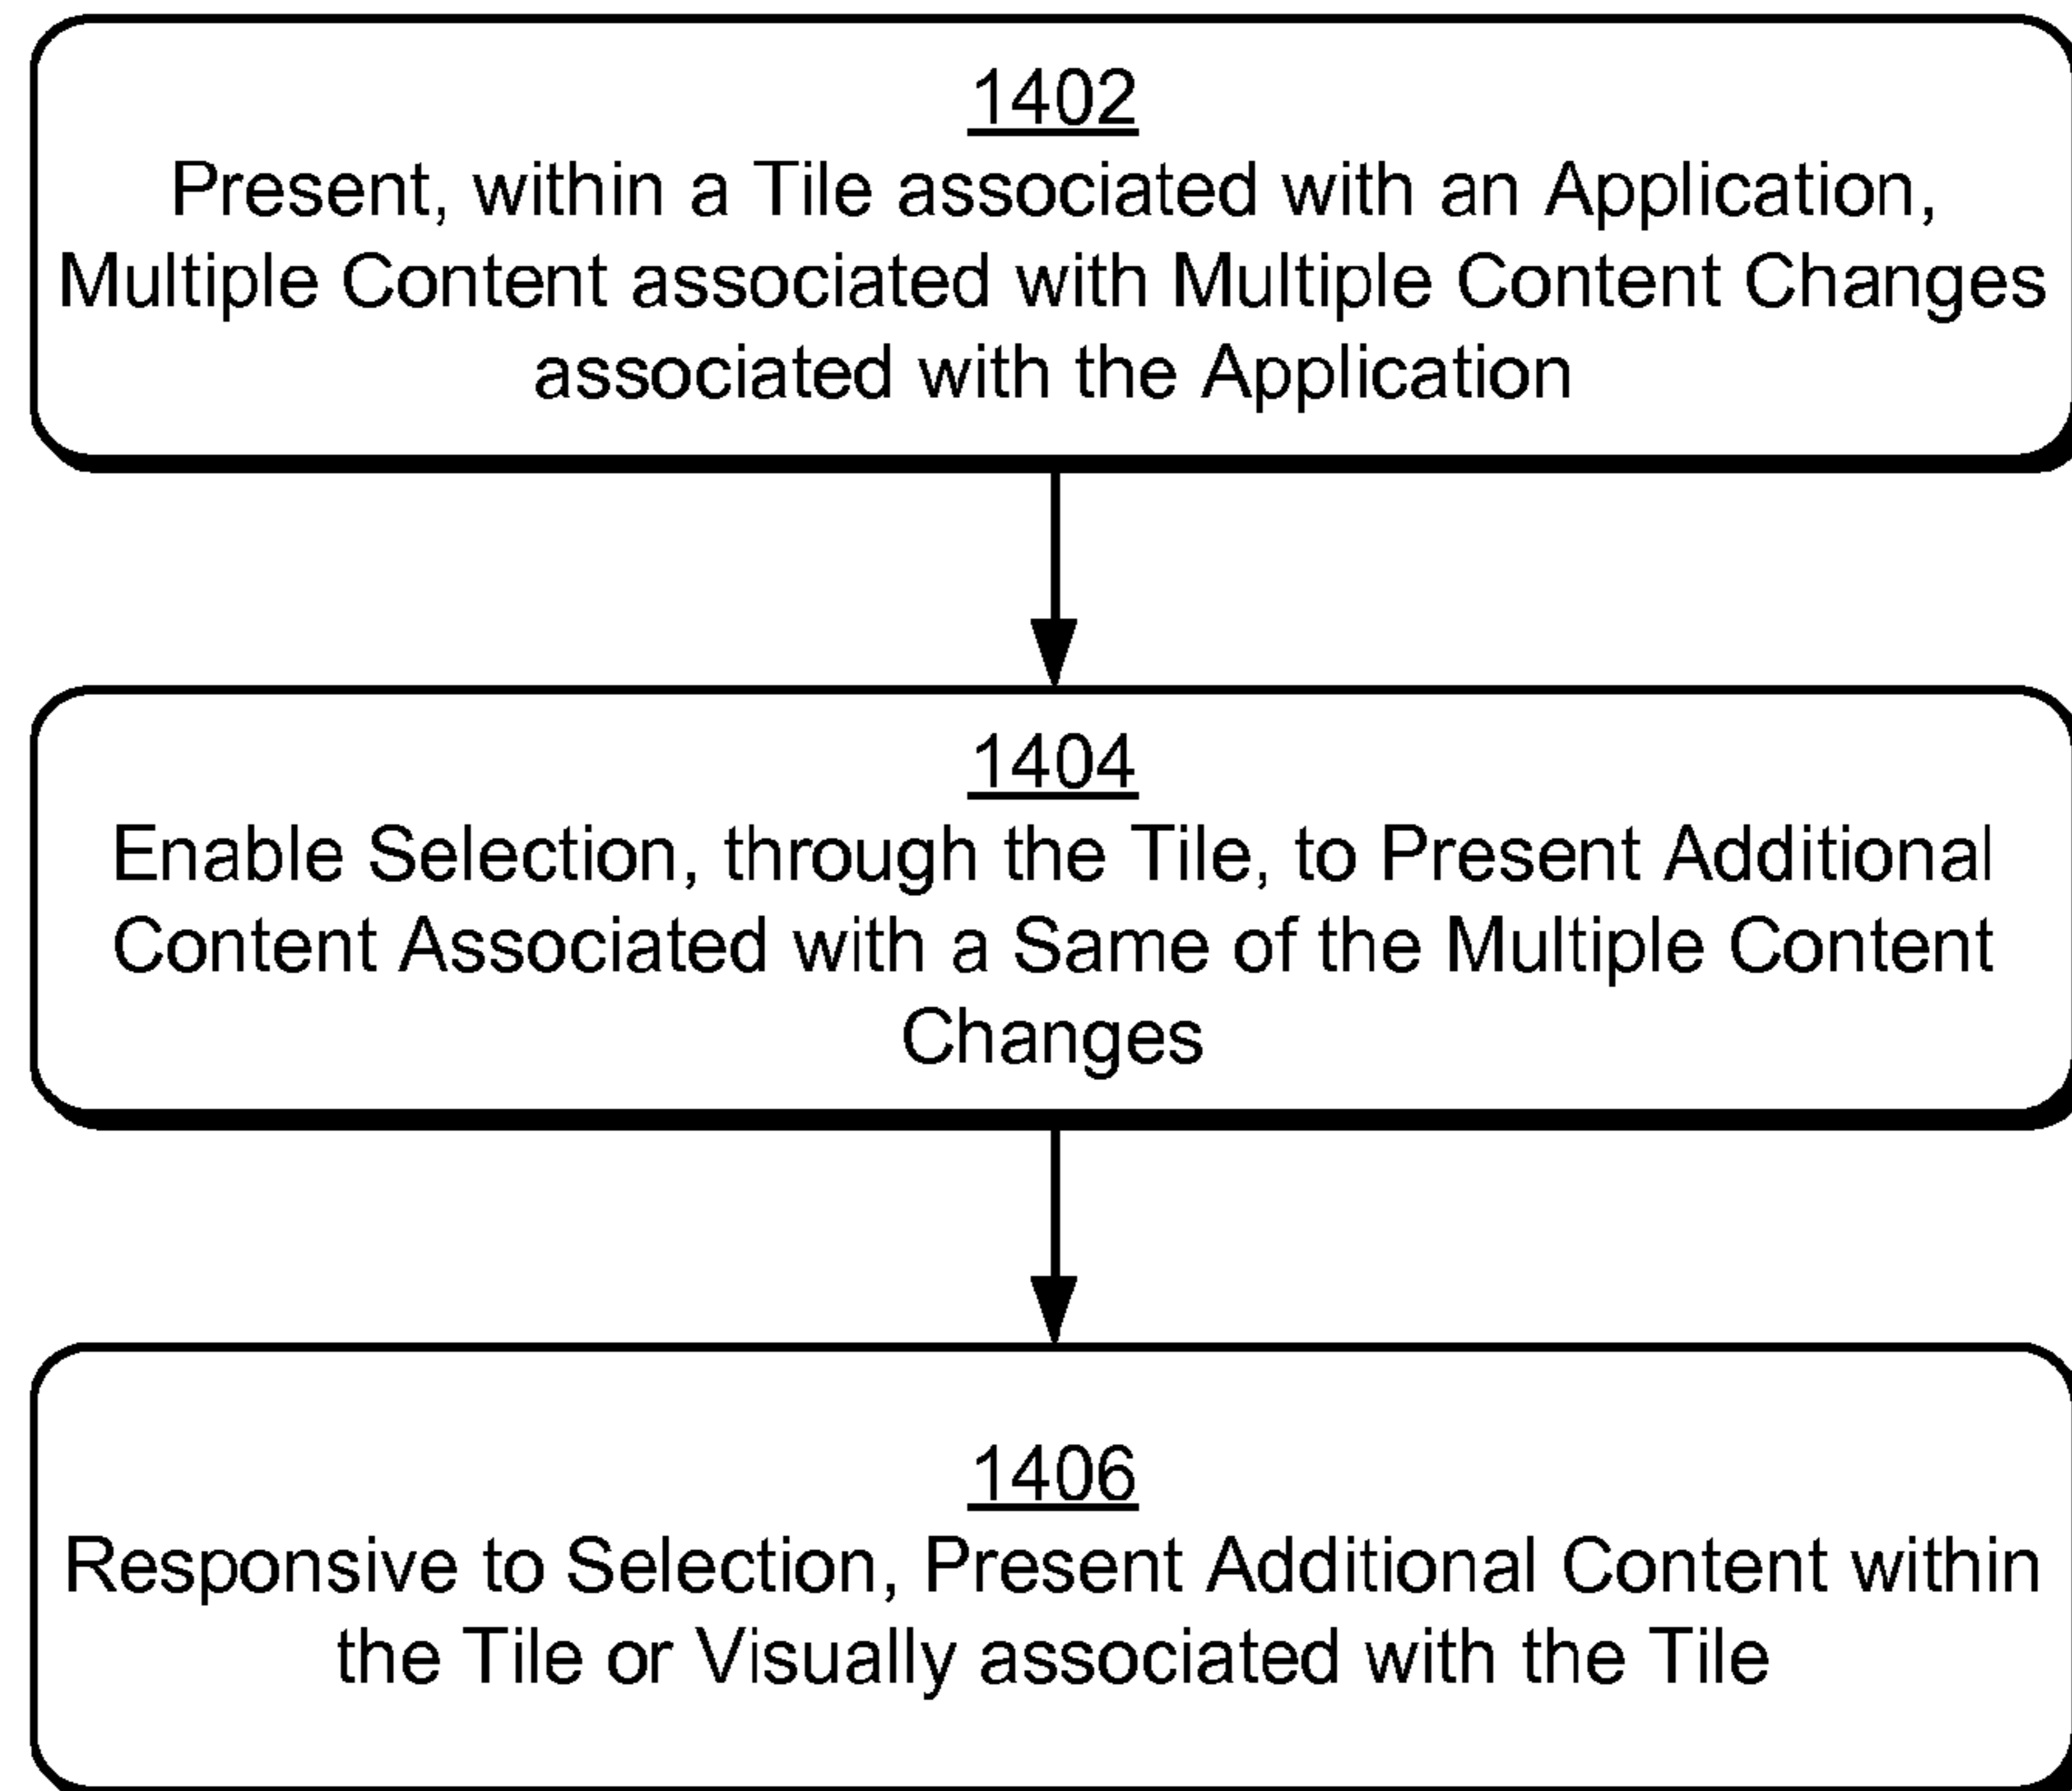 1402
Present, within a Tile associated with an Application,
Multiple Content associated with Multiple Content Changes
associated with the Application
1404
Enable Selection, through the Tile, to Present Additional
Content Associated with a Same of the Multiple Content
Changes
1406
Responsive to Selection, Present Additional Content within
the Tile or Visually associated with the Tile